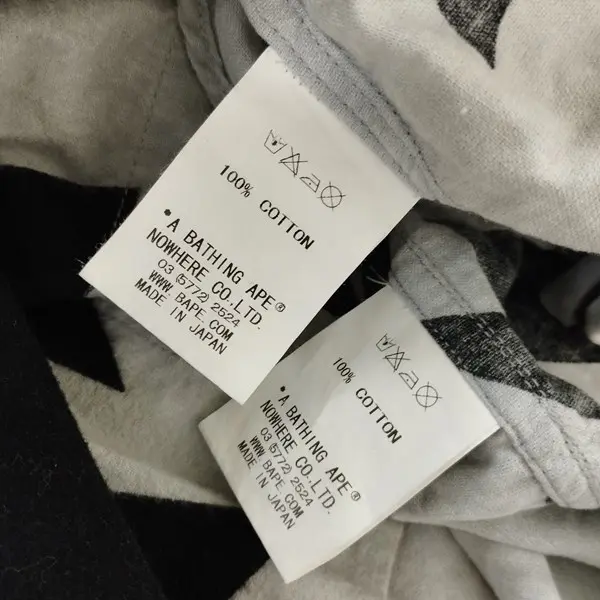 100% COTTON
•A BATHING APE®
NOWHERE CO.,LTD.
03 (5772) 2524
WWW.BAPE.COM
MADE IN JAPAN
100% COTTON
•A BATHING APE®
NOWHERE CO.,LTD.
03 (5772) 2524
WWW.BAPE.COM
MADE IN JAPAN